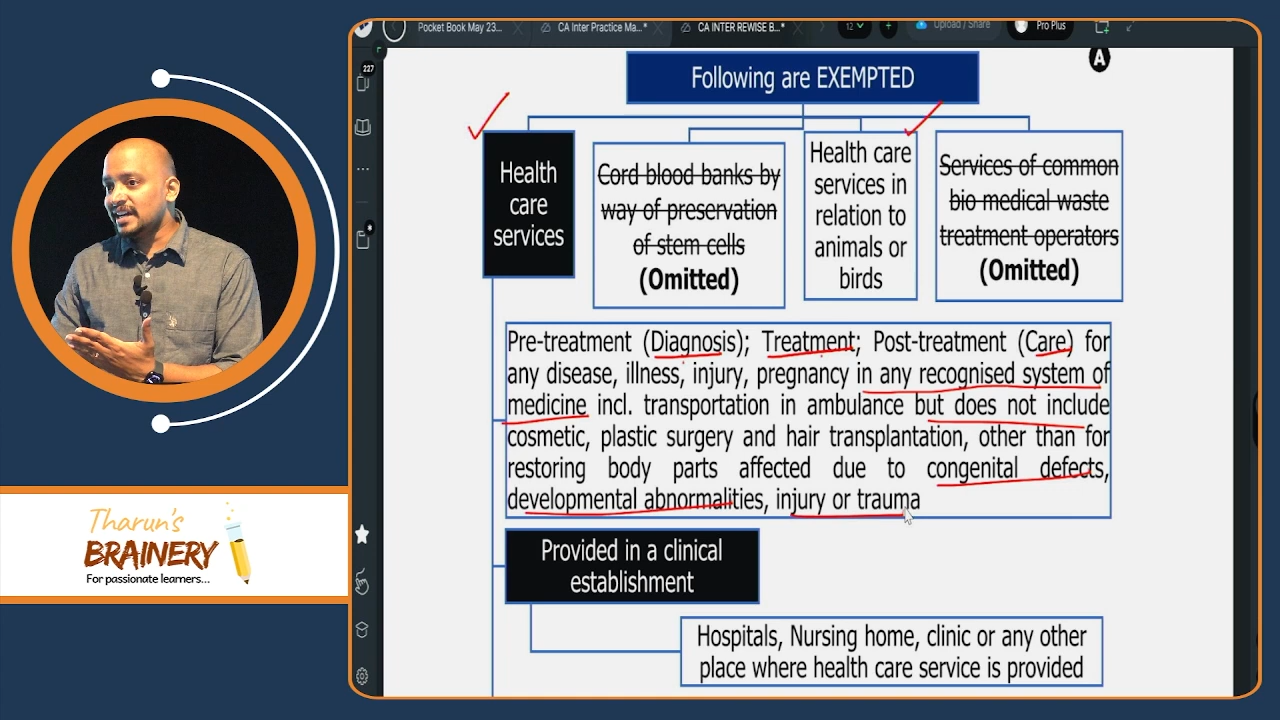 Pocket Book May 23...
CA Inter Practice Ma...*
CA INTER REWISE B...*
12
+
Upload / Share
Pro Plus
227
A
Following are EXEMPTED
Health
care
services
Cord blood banks by
way of preservation
of stem cells
(Omitted)
Health care
services in
relation to
animals or
birds
Services of common
bio medical waste
treatment operators
(Omitted)
Pre-treatment (Diagnosis); Treatment; Post-treatment (Care) for
any disease, illness, injury, pregnancy in any recognised system of
medicine incl. transportation in ambulance but does not include
cosmetic, plastic surgery and hair transplantation, other than for
restoring body parts affected due to congenital defects,
developmental abnormalities, injury or trauma
Provided in a clinical
establishment
Hospitals, Nursing home, clinic or any other
place where health care service is provided
Tharun's
BRAINERY
For passionate learners...